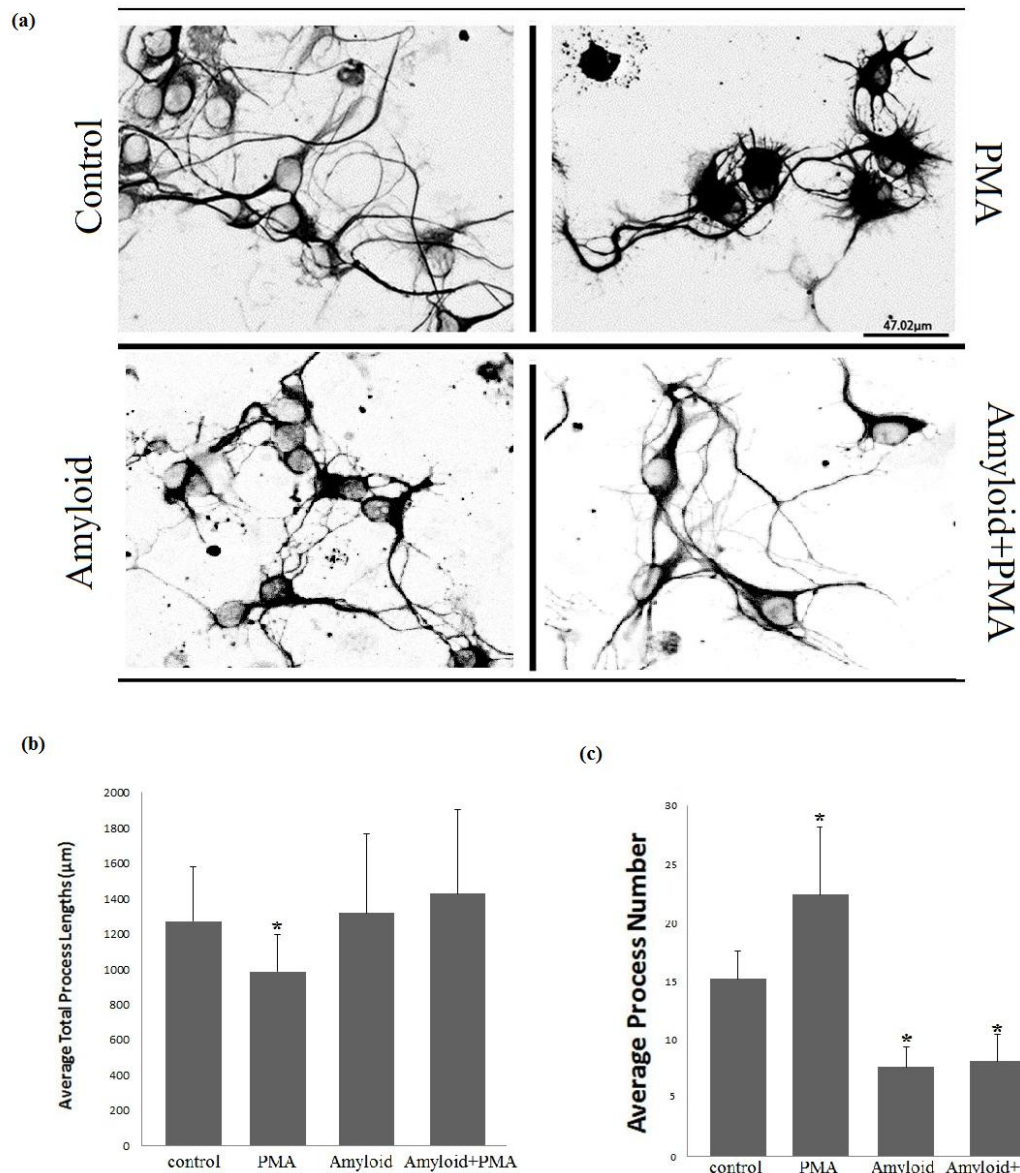 (a)
Control
PMA
47.02µm
Amyloid
Amyloid+PMA
(b)
Average Total Process Lengths (µm)
2000
1800
1600
1400
1200
1000
800
600
400
200
0
*
control
PMA
Amyloid
Amyloid+PMA
(c)
Average Process Number
30
25
20
15
10
5
0
*
*
*
control
PMA
Amyloid
Amyloid+